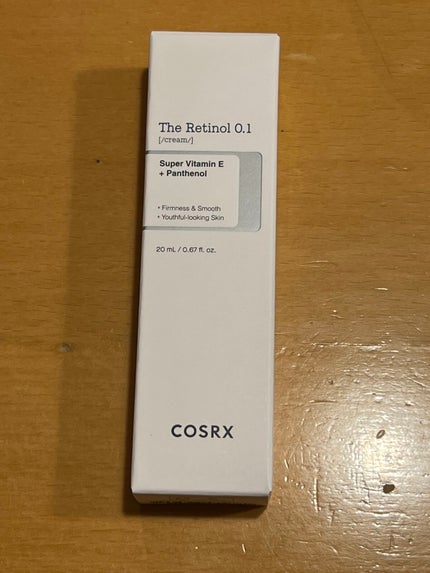 The Retinol 0.1
[/cream/]
Super Vitamin E
+ Panthenol
• Firmness & Smooth
• Youthful-looking Skin
20 mL / 0.67 fl. oz.
COSRX